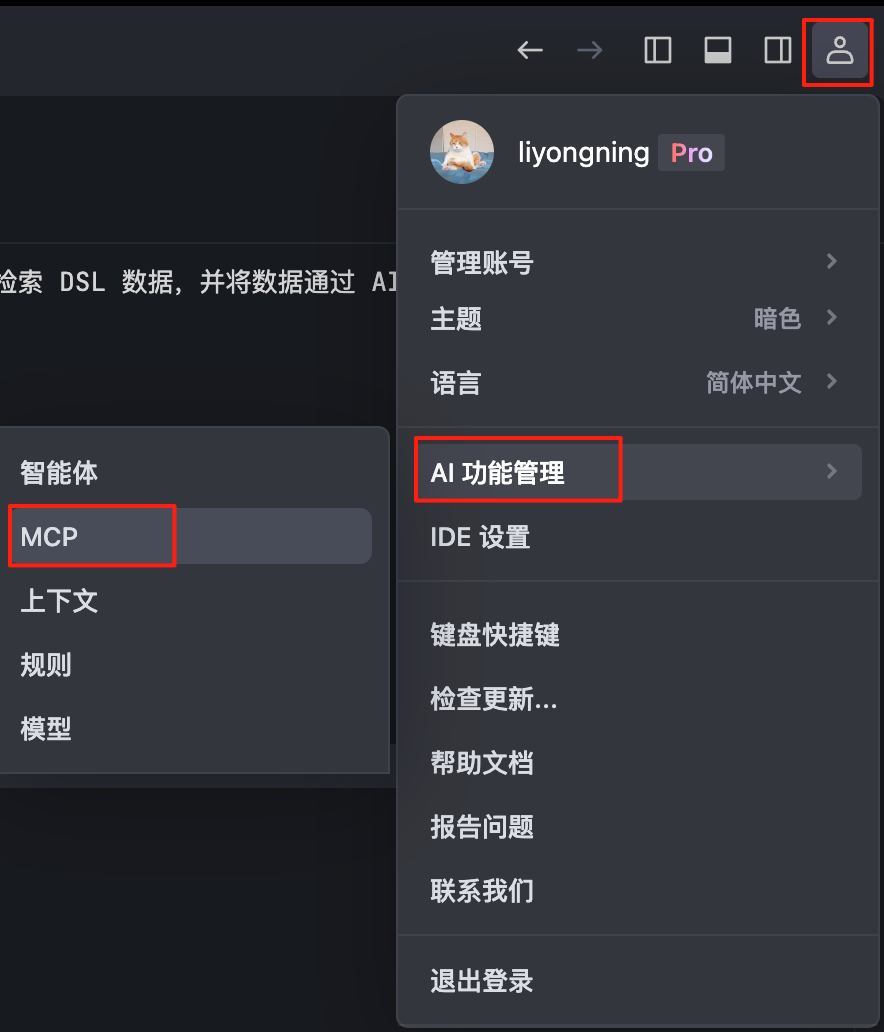 liyongning Pro
管理账号
检索 DSL 数据，并将数据通过 AI
主题 暗色
语言 简体中文
AI 功能管理
IDE 设置
智能体
MCP
上下文
规则
模型
键盘快捷键
检查更新...
帮助文档
报告问题
联系我们
退出登录